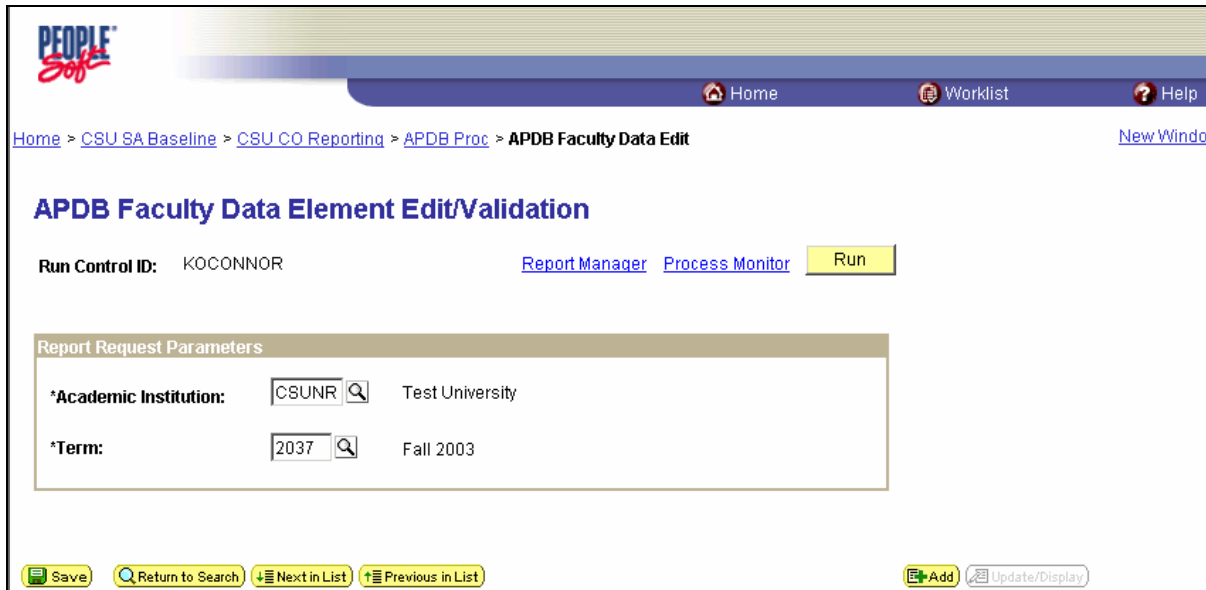 PEOPLE
Soft
Home Worklist Help
Home > CSU SA Baseline > CSU CO Reporting > APDB Proc > APDB Faculty Data Edit New Windo
APDB Faculty Data Element Edit/Validation
Run Control ID: KOCONNOR Report Manager Process Monitor Run
Report Request Parameters
*Academic Institution: CSUNR Test University
*Term: 2037 Fall 2003
Save Return to Search Next in List Previous in List Add Update/Display